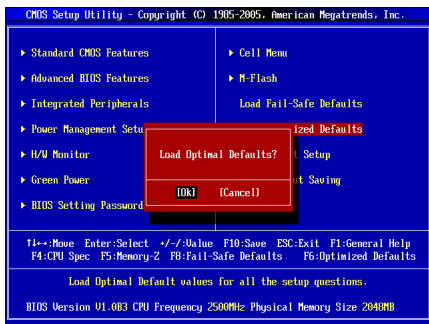 CMOS Setup Utility - Copyright (C) 1985-2005, American Megatrends, Inc.
▶ Standard CMOS Features
▶ Advanced BIOS Features
▶ Integrated Peripherals
▶ Power Management Setu
▶ H/W Monitor
▶ Green Power
▶ BIOS Setting Password
▶ Cell Menu
▶ M-Flash
Load Fail-Safe Defaults
ized Defaults
t Setup
ut Saving
Load Optimal Defaults?
[Ok] [Cancel]
↑↓←→:Move Enter:Select +/-/:Value F10:Save ESC:Exit F1:General Help
F4:CPU Spec F5:Memory-Z F8:Fail-Safe Defaults F6:Optimized Defaults
Load Optimal Default values for all the setup questions.
BIOS Version V1.0B3 CPU Frequency 2500MHz Physical Memory Size 2048MB